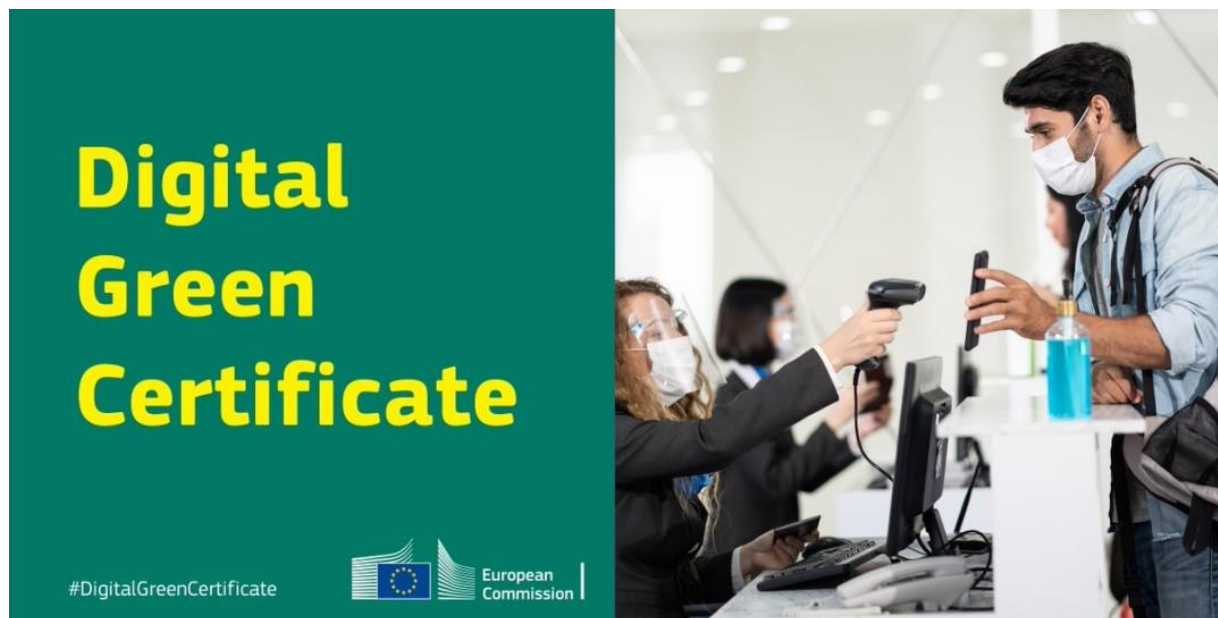 Digital
Green
Certificate
#DigitalGreenCertificate
European
Commission